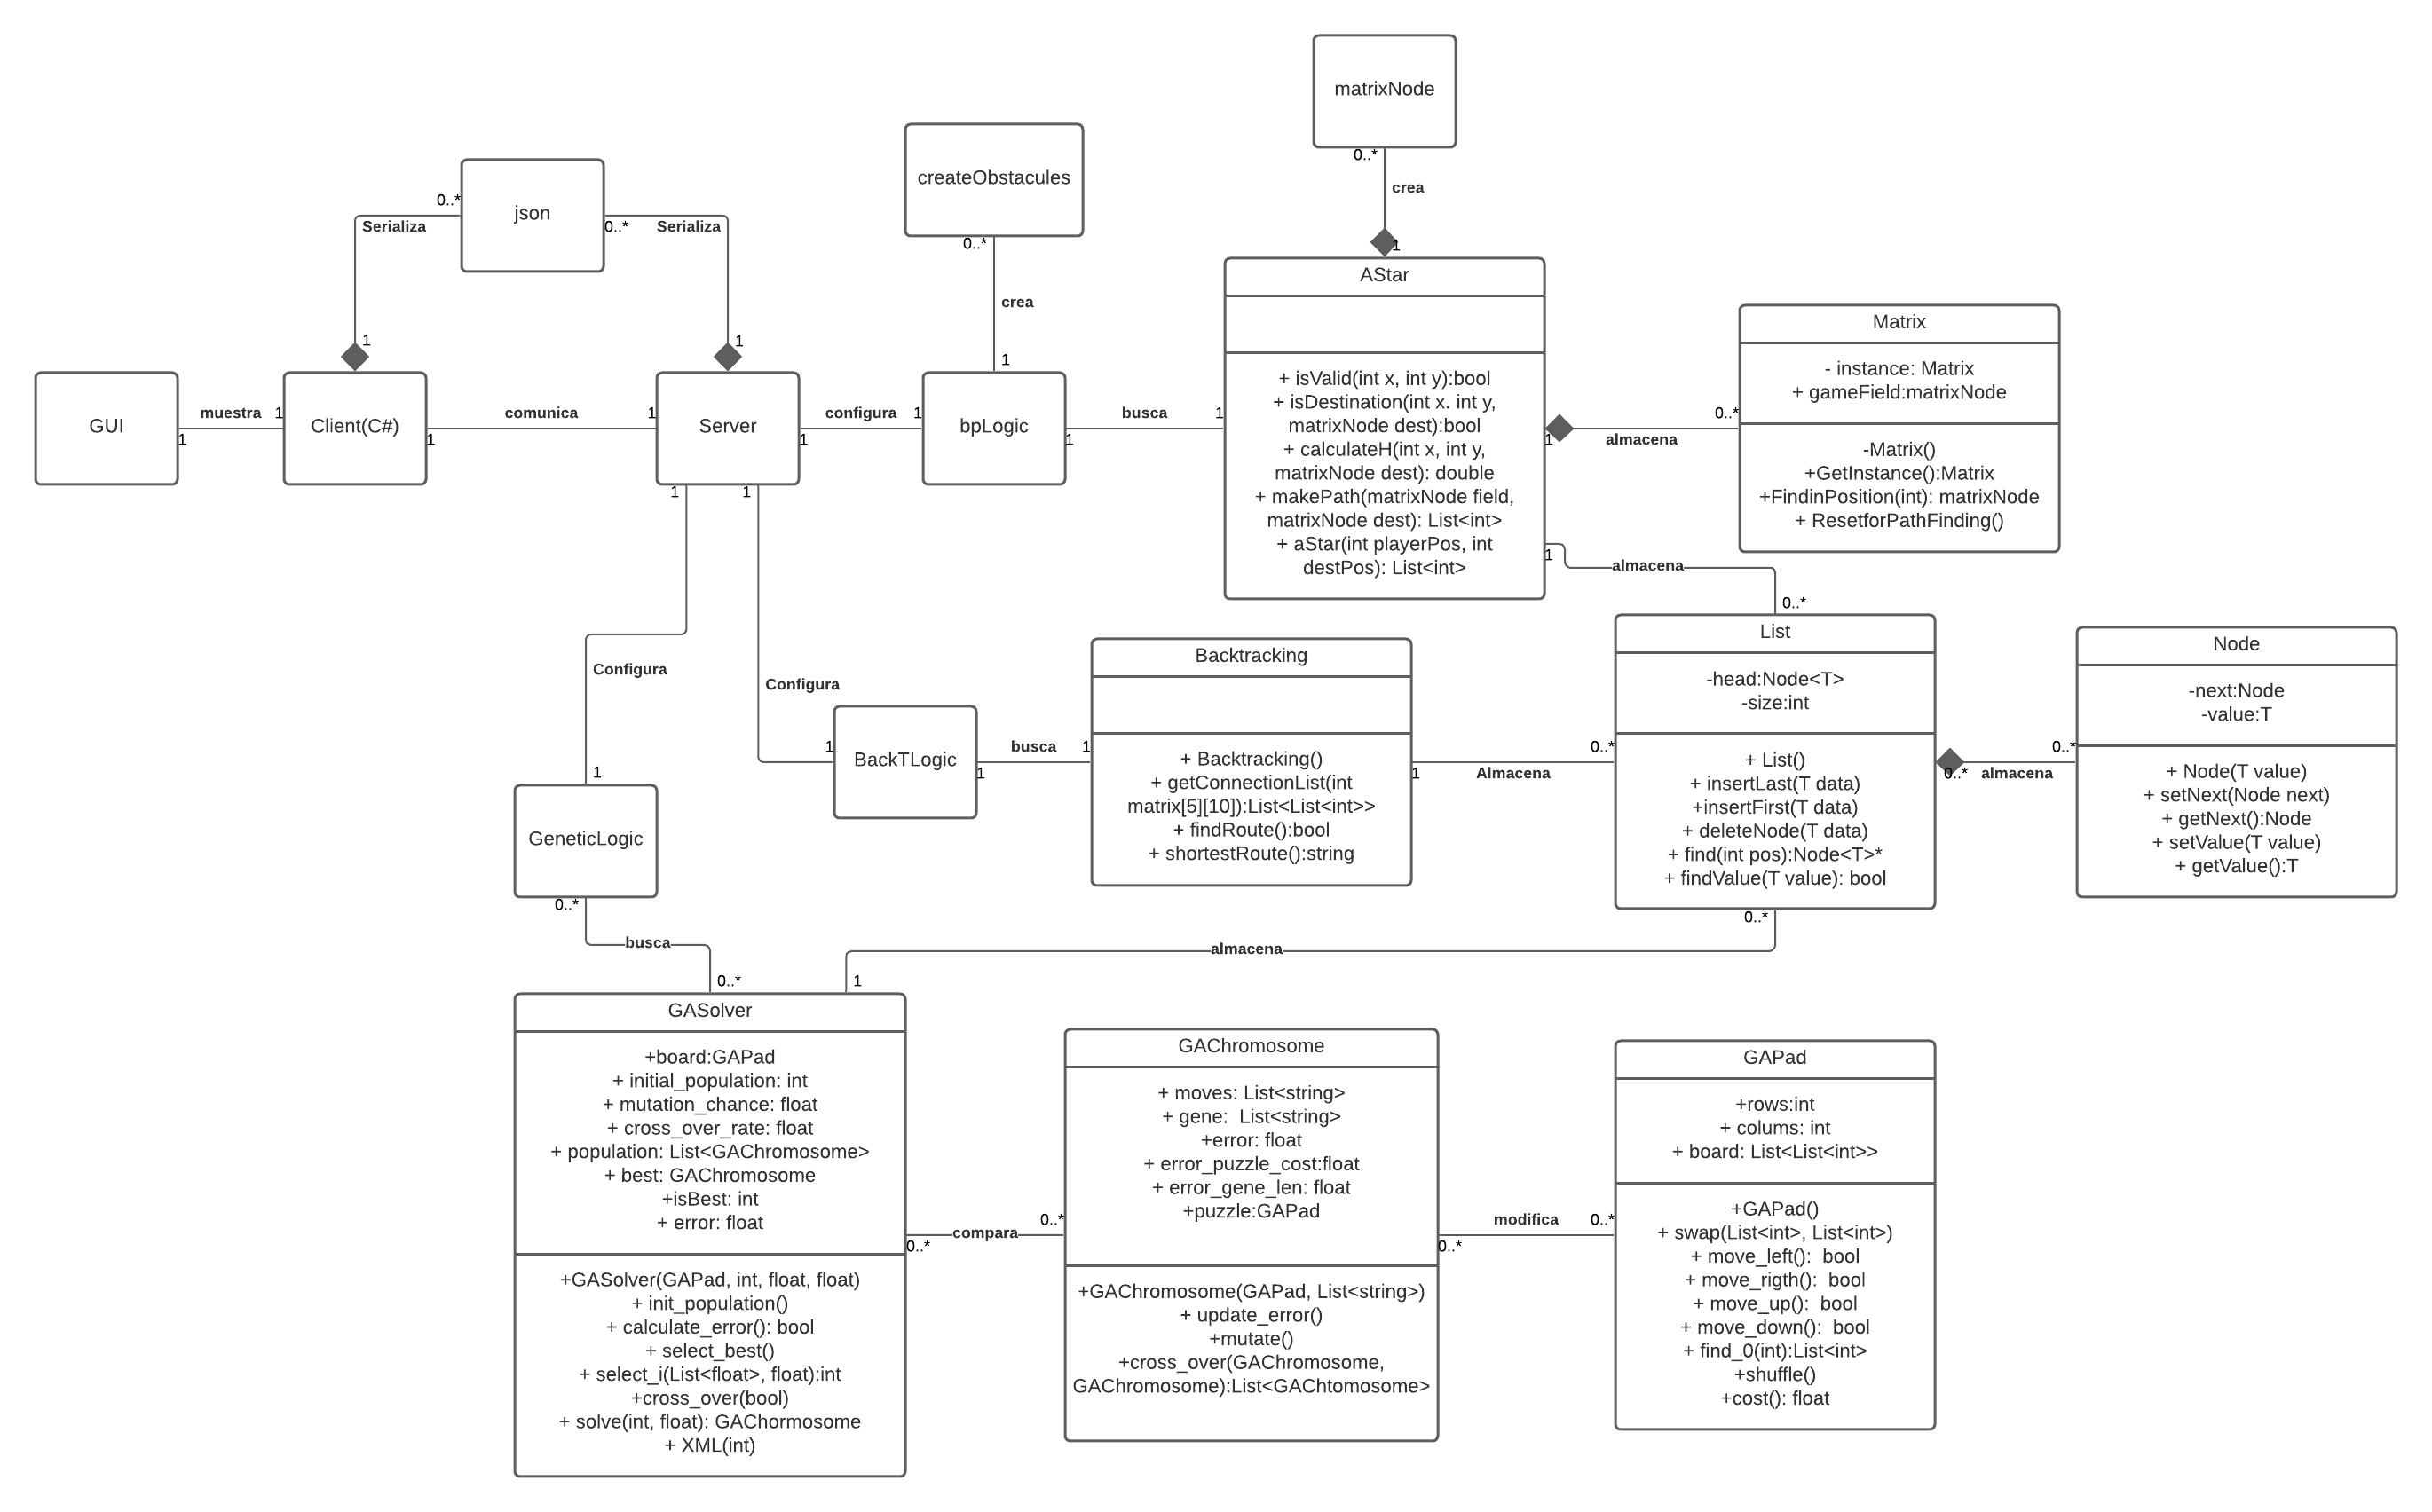 matrixNode
0..*
crea
1
createObstacules
0..*
crea
1
json
0..*
Serializa
0..*
Serializa
1
1
GUI
muestra
1
1
Client(C#)
comunica
1
1
Server
configura
1
1
bpLogic
busca
1
1
AStar
+ isValid(int x, int y):bool
+ isDestination(int x. int y,
matrixNode dest):bool
+ calculateH(int x, int y,
matrixNode dest): double
+ makePath(matrixNode field,
matrixNode dest): List<int>
+ aStar(int playerPos, int
destPos): List<int>
1
almacena
0..*
Matrix
- instance: Matrix
+ gameField:matrixNode
-Matrix()
+GetInstance():Matrix
+FindinPosition(int): matrixNode
+ ResetforPathFinding()
1
almacena
0..*
1
1
Configura
1
Configura
1
GeneticLogic
BackTLogic
busca
1
1
Backtracking
+ Backtracking()
+ getConnectionList(int
matrix[5][10]):List<List<int>>
+ findRoute():bool
+ shortestRoute():string
1
Almacena
0..*
List
-head:Node<T>
-size:int
+ List()
+ insertLast(T data)
+insertFirst(T data)
+ deleteNode(T data)
+ find(int pos):Node<T>*
+ findValue(T value): bool
0..*
almacena
0..*
Node
-next:Node
-value:T
+ Node(T value)
+ setNext(Node next)
+ getNext():Node
+ setValue(T value)
+ getValue():T
0..*
busca
0..*
0..*
almacena
1
GASolver
+board:GAPad
+ initial_population: int
+ mutation_chance: float
+ cross_over_rate: float
+ population: List<GAChromosome>
+ best: GAChromosome
+isBest: int
+ error: float
+GASolver(GAPad, int, float, float)
+ init_population()
+ calculate_error(): bool
+ select_best()
+ select_i(List<float>, float):int
+cross_over(bool)
+ solve(int, float): GAChormosome
+ XML(int)
0..*
compara
0..*
GAChromosome
+ moves: List<string>
+ gene:  List<string>
+error: float
+ error_puzzle_cost:float
+ error_gene_len: float
+puzzle:GAPad
+GAChromosome(GAPad, List<string>)
+ update_error()
+mutate()
+cross_over(GAChromosome,
GAChromosome):List<GAChtomosome>
0..*
modifica
0..*
GAPad
+rows:int
+ colums: int
+ board: List<List<int>>
+GAPad()
+ swap(List<int>, List<int>)
+ move_left():  bool
+ move_rigth():  bool
+ move_up():  bool
+ move_down():  bool
+ find_0(int):List<int>
+shuffle()
+cost(): float